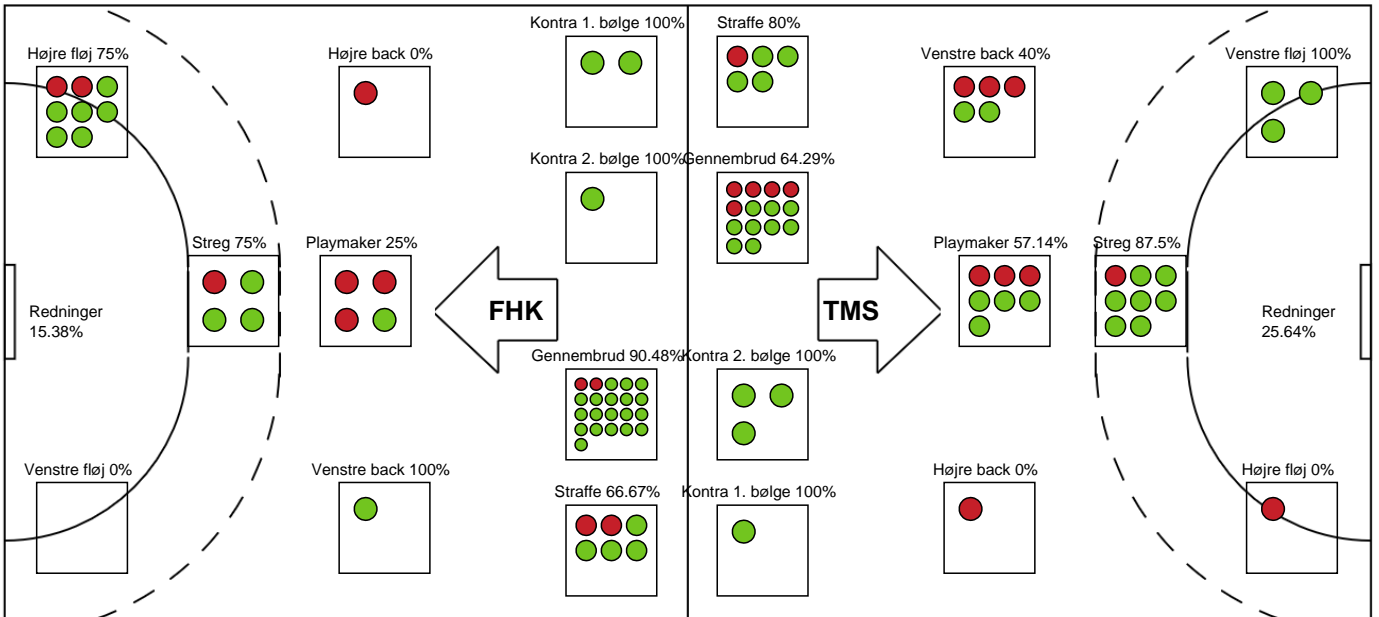 Kontra 1. bølge 100%
Straffe 80%
Højre fløj 75%
Højre back 0%
Venstre back 40%
Venstre fløj 100%
Kontra 2. bølge 100%
Gennembrud 64.29%
Streg 75%
Playmaker 25%
Playmaker 57.14%
Streg 87.5%
Redninger
15.38%
FHK
TMS
Redninger
25.64%
Gennembrud 90.48%
Kontra 2. bølge 100%
Venstre fløj 0%
Venstre back 100%
Højre back 0%
Højre fløj 0%
Straffe 66.67%
Kontra 1. bølge 100%